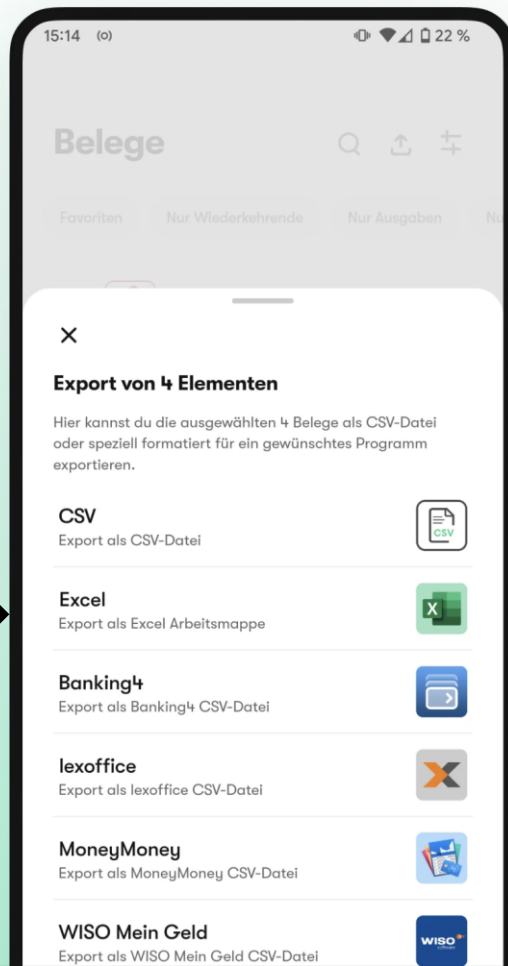 15:14 (o) 22 %
Belege
Favoriten Nur Wiederkehrende Nur Ausgaben Nu
Export von 4 Elementen
Hier kannst du die ausgewählten 4 Belege als CSV-Datei
oder speziell formatiert für ein gewünschtes Programm
exportieren.
CSV
Export als CSV-Datei
CSV
Excel
Export als Excel Arbeitsmappe
X
Banking4
Export als Banking4 CSV-Datei
lexoffice
Export als lexoffice CSV-Datei
MoneyMoney
Export als MoneyMoney CSV-Datei
WISO Mein Geld
Export als WISO Mein Geld CSV-Datei
WISO